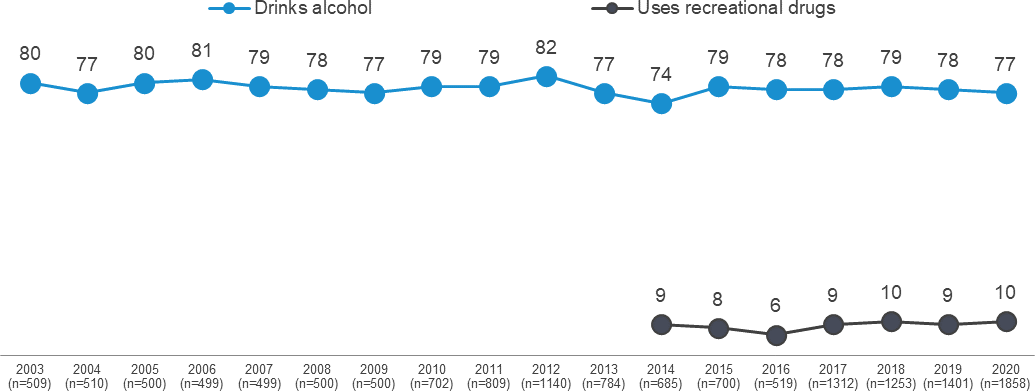 Drinks alcohol Uses recreational drugs
80 77 80 81 79 78 77 79 79 82 77 74 79 78 78 79 78 77
9 8 6 9 10 9 10
2003 2004 2005 2006 2007 2008 2009 2010 2011 2012 2013 2014 2015 2016 2017 2018 2019 2020
(n=509) (n=510) (n=500) (n=499) (n=499) (n=500) (n=500) (n=702) (n=809) (n=1140) (n=784) (n=685) (n=700) (n=519) (n=1312) (n=1253) (n=1401)